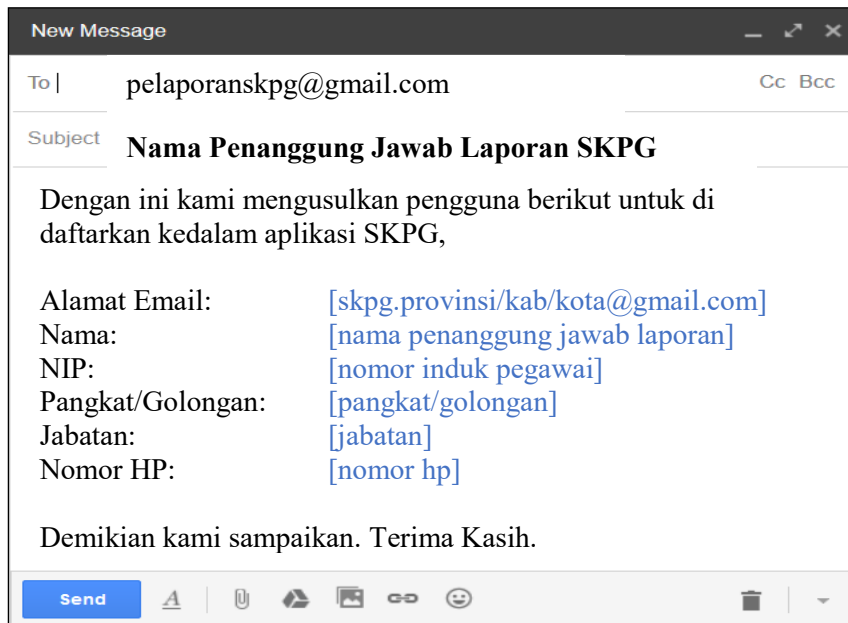 New Message
To pelaporanskpg@gmail.com Cc Bcc
Subject Nama Penanggung Jawab Laporan SKPG
Dengan ini kami mengusulkan pengguna berikut untuk di
daftarkan kedalam aplikasi SKPG,
Alamat Email: [skpg.provinsi/kab/kota@gmail.com]
Nama: [nama penanggung jawab laporan]
NIP: [nomor induk pegawai]
Pangkat/Golongan: [pangkat/golongan]
Jabatan: [jabatan]
Nomor HP: [nomor hp]
Demikian kami sampaikan. Terima Kasih.
Send A